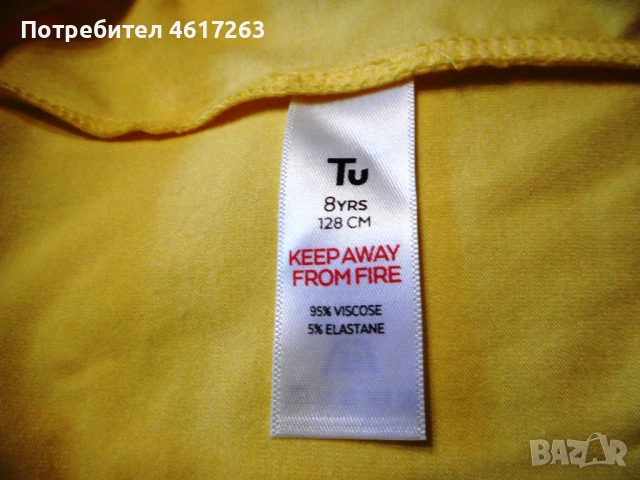 Потребител 4617263
Tu
8YRS
128 CM
KEEP AWAY
FROM FIRE
95% VISCOSE
5% ELASTANE
BAZAR